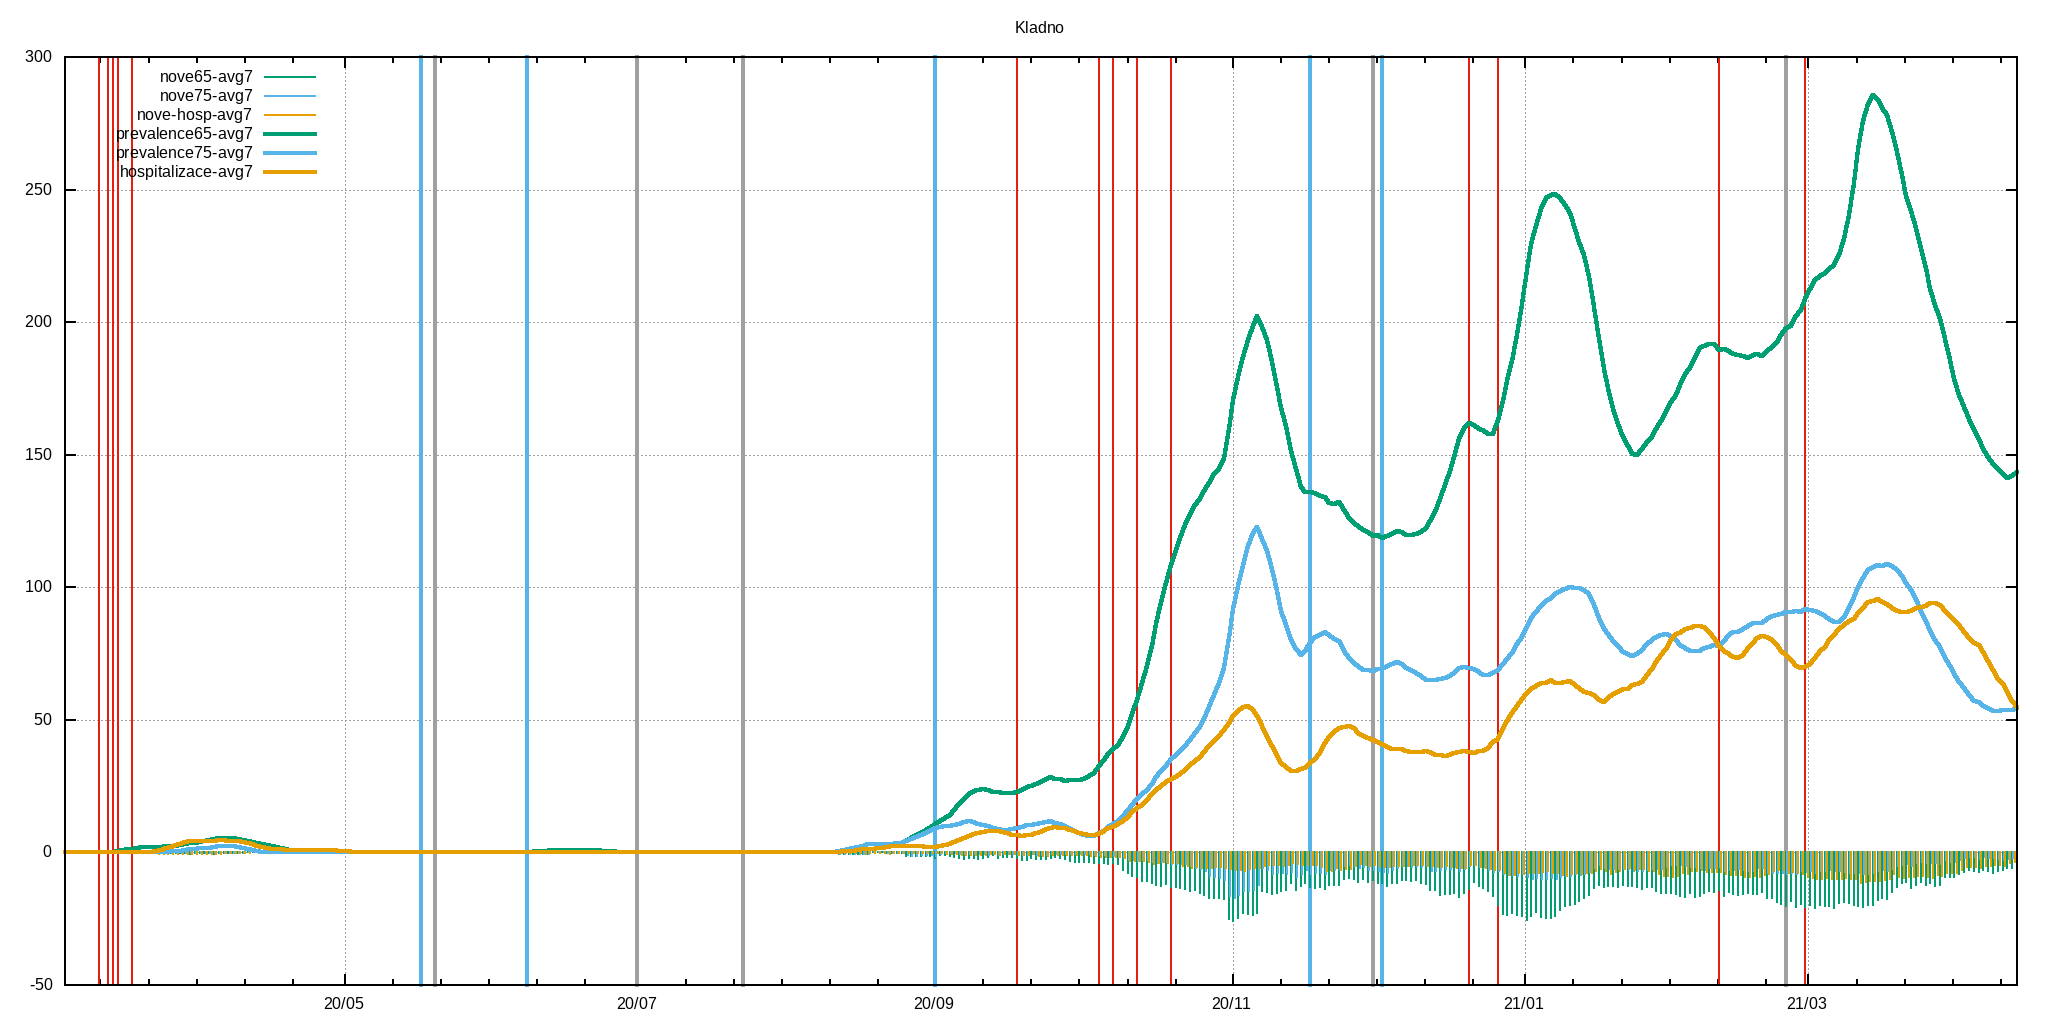 Kladno
300
250
200
150
100
50
0
-50
nove65-avg7
nove75-avg7
nove-hosp-avg7
prevalence65-avg7
prevalence75-avg7
hospitalizace-avg7
20/05
20/07
20/09
20/11
21/01
21/03